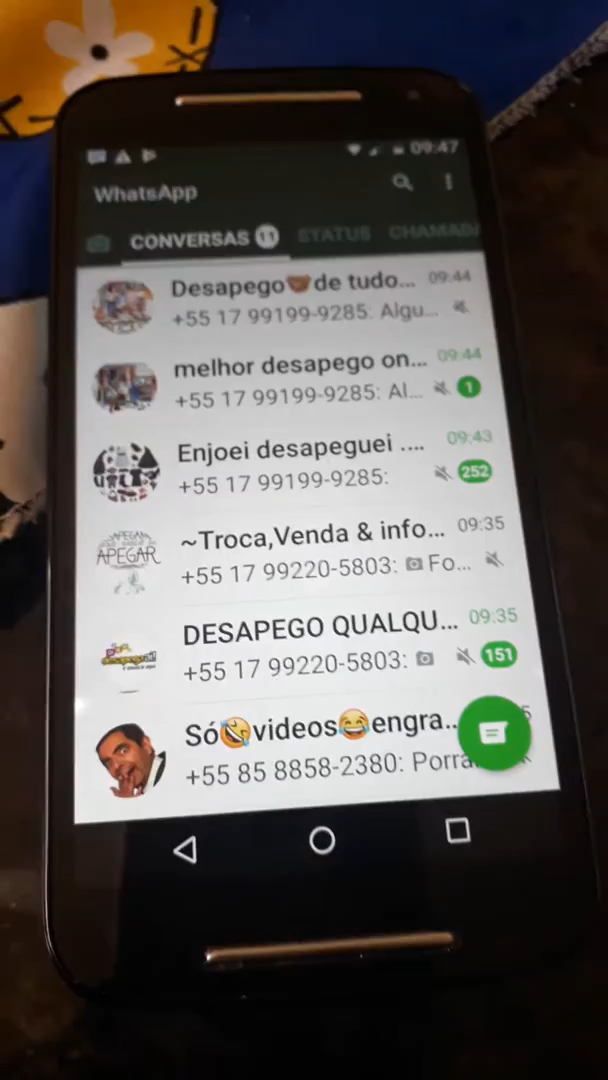 09:47
WhatsApp
CONVERSAS 11 STATUS CHAMADA
Desapego🐻de tudo... 09:44
+55 17 99199-9285: Algu...
melhor desapego on... 09:44
+55 17 99199-9285: Al... 1
Enjoei desapeguei .... 09:43
+55 17 99199-9285: 252
APEGAR
~Troca,Venda & info... 09:35
+55 17 99220-5803: 📷 Fo...
DESAPEGO QUALQU... 09:35
+55 17 99220-5803: 📷 151
Só🤣videos😂engra..
+55 85 8858-2380: Porra